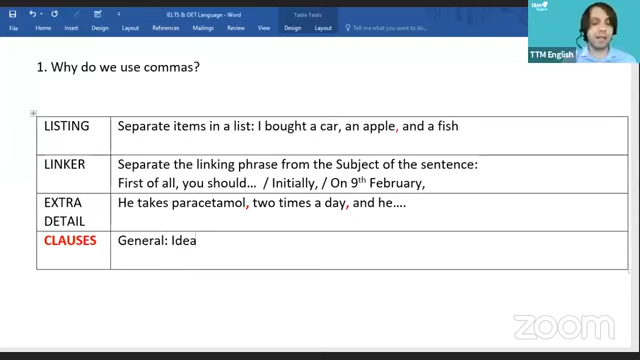 IELTS & OET Language - Word
Table Tools
File
Home
Insert
Draw
Design
Layout
References
Mailings
Review
View
Design
Layout
Tell me what you want to do...
ttm
English
TTM English
1. Why do we use commas?
LISTING
Separate items in a list: I bought a car, an apple, and a fish
LINKER
Separate the linking phrase from the Subject of the sentence:
First of all, you should… / Initially, / On 9th February,
EXTRA
DETAIL
He takes paracetamol, two times a day, and he….
CLAUSES
General: Idea
zoom